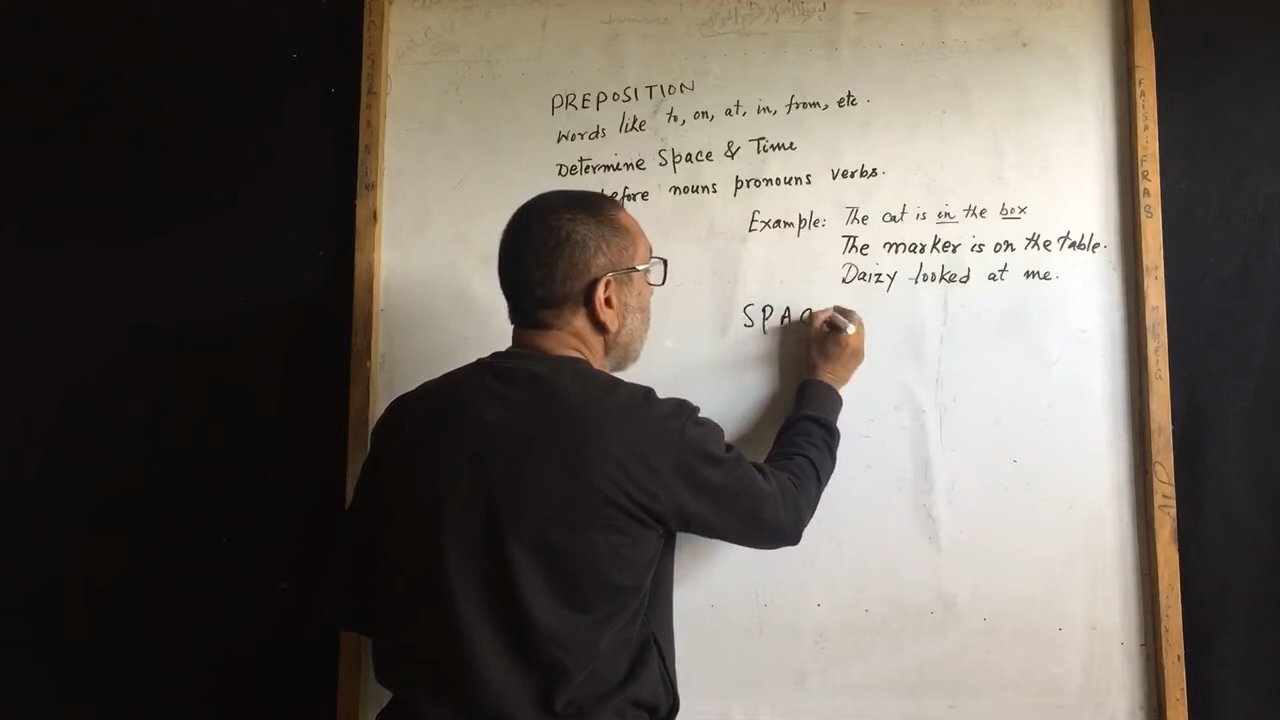 PREPOSITION
Words like to, on, at, in, from, etc.
Determine Space & Time
before nouns pronouns verbs.
Example: The cat is in the box
The marker is on the table.
Daizy looked at me.
SPAC